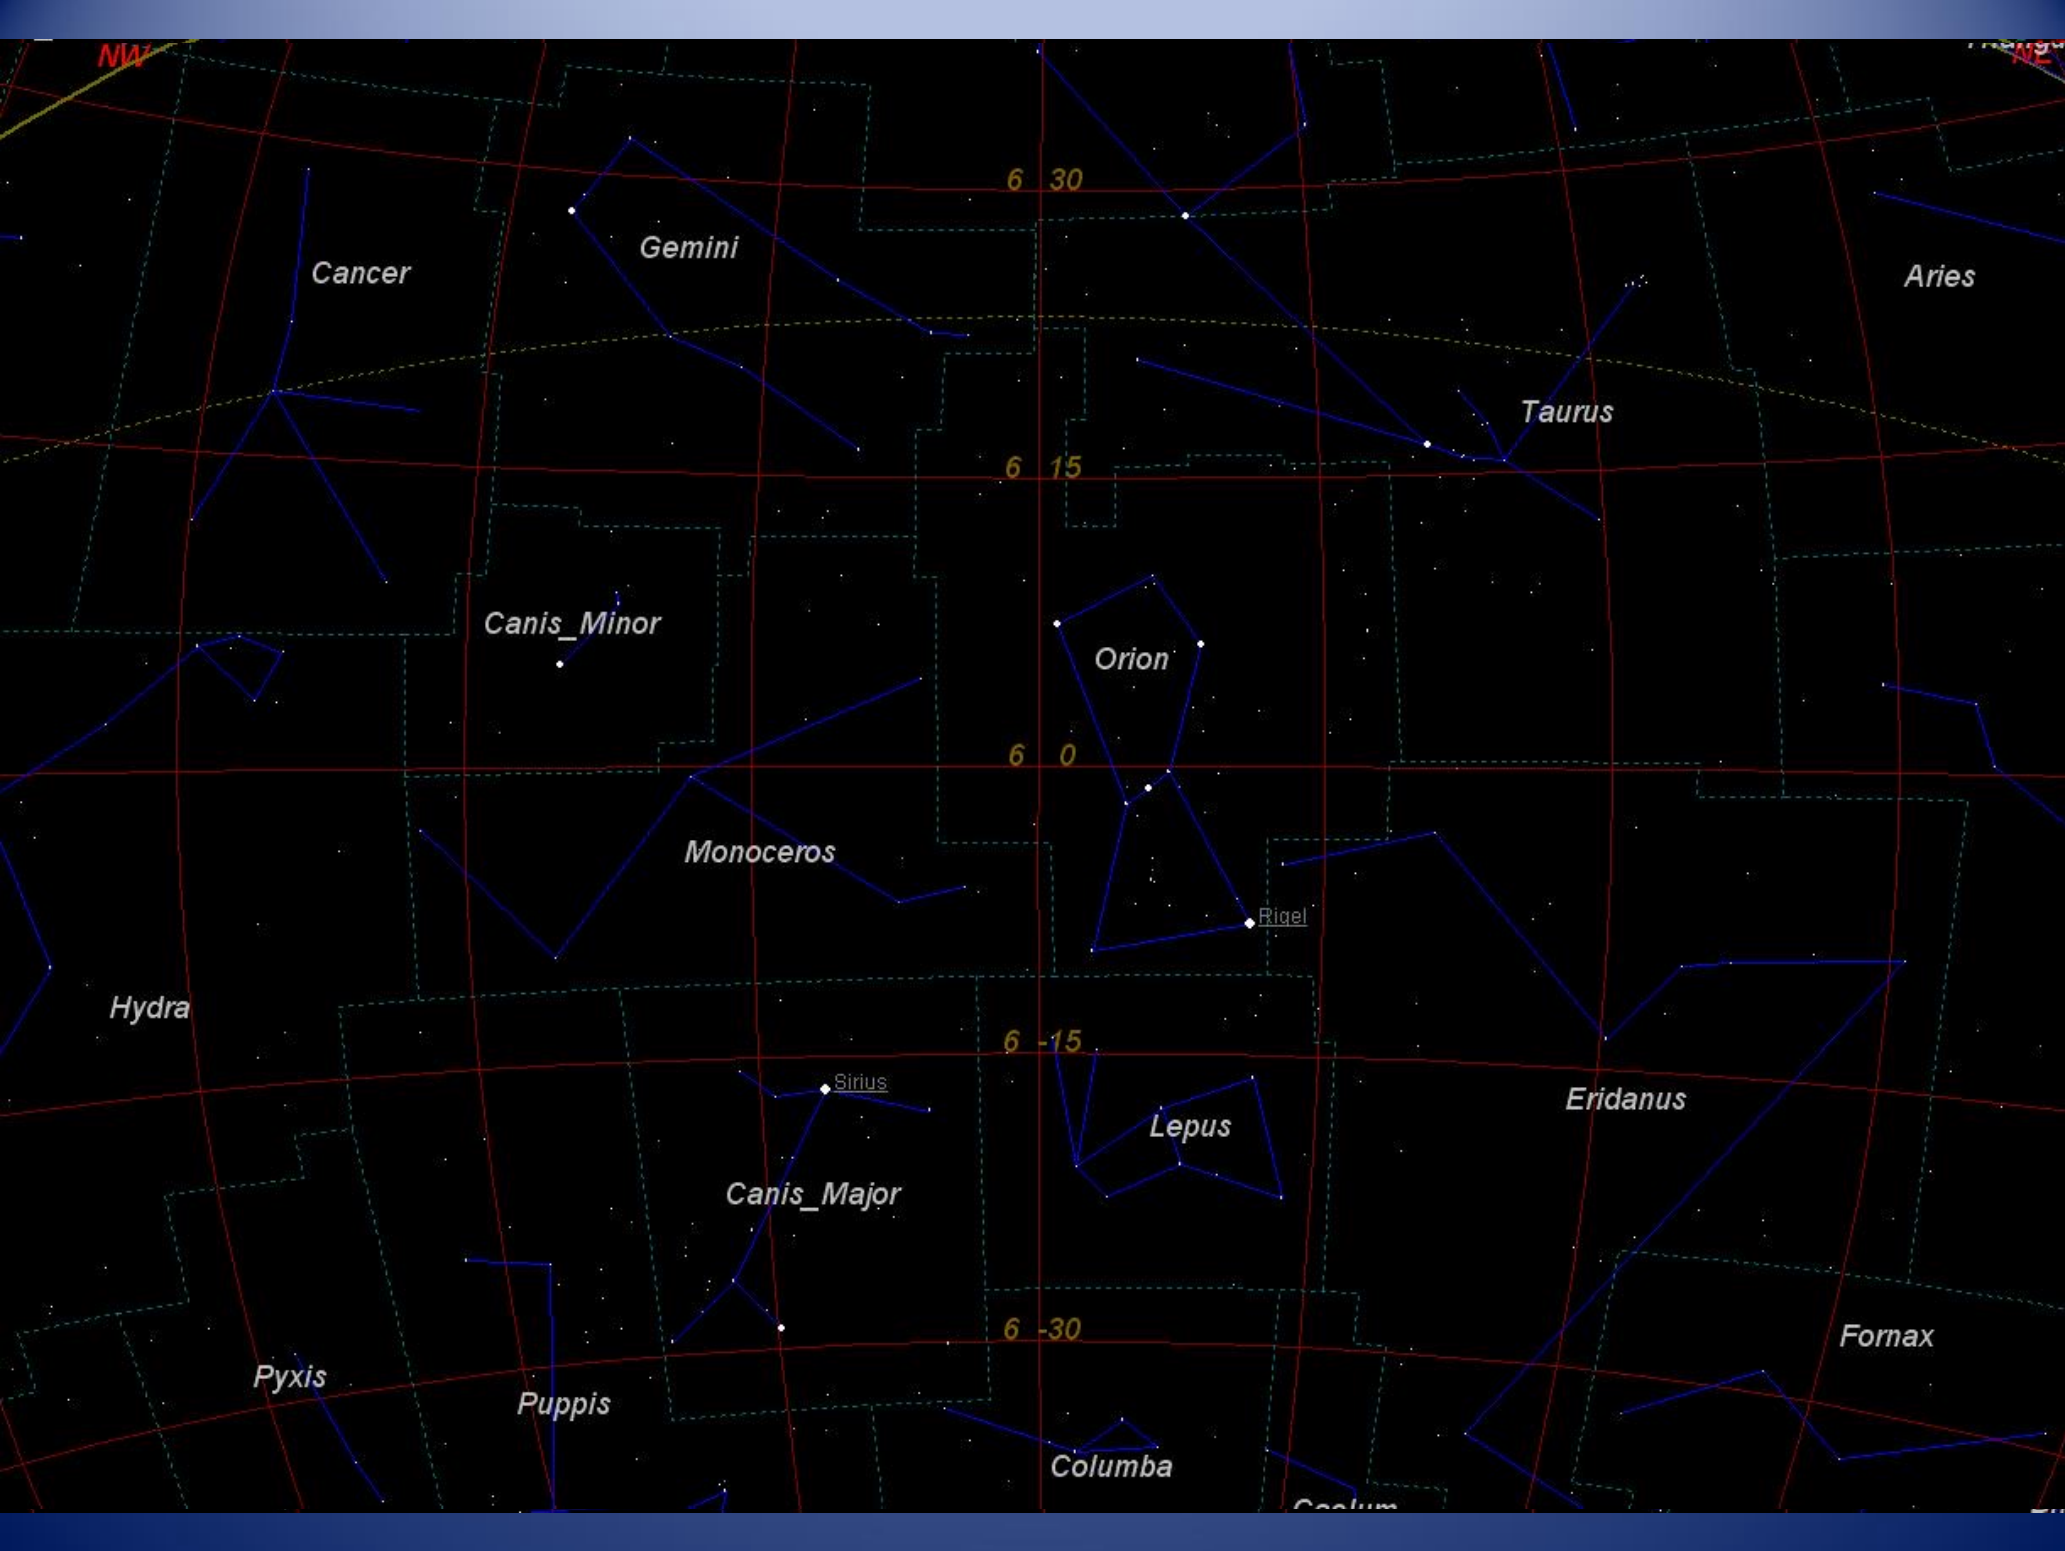 NW
NE
6 30
Gemini
Cancer
Aries
Taurus
6 15
Canis_Minor
Orion
6 0
Monoceros
Rigel
Hydra
6 -15
Sirius
Eridanus
Lepus
Canis_Major
6 -30
Fornax
Pyxis
Puppis
Columba